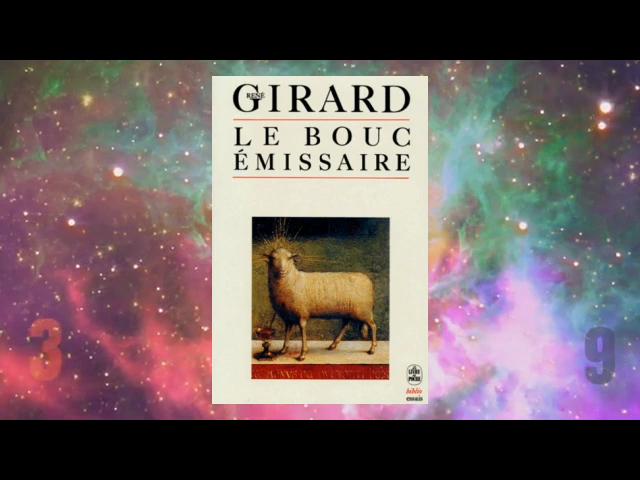 RENÉ
GIRARD
LE BOUC
ÉMISSAIRE
3
9
LE LIVRE
DE POCHE
biblio
essais